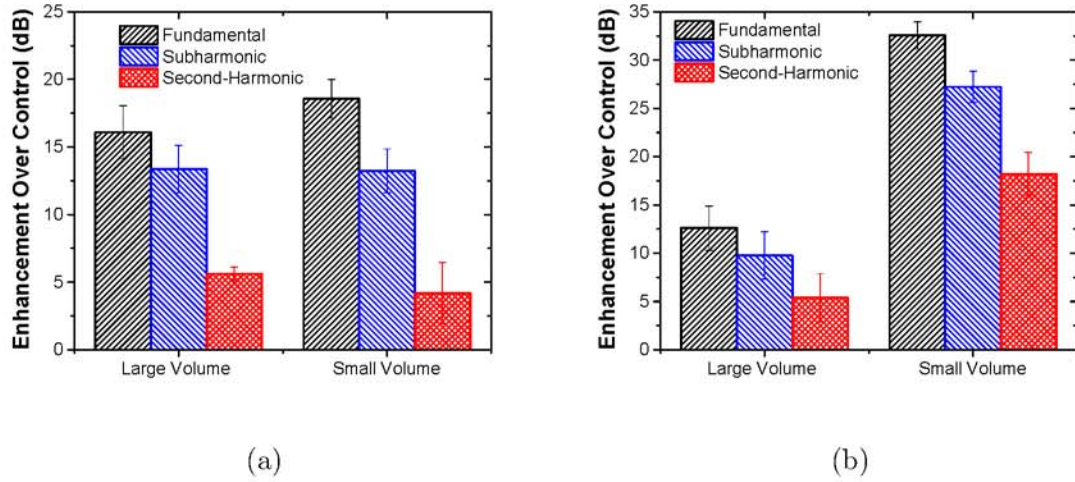 Enhancement Over Control (dB)
25
20
15
10
5
0
Fundamental
Subharmonic
Second-Harmonic
Large Volume
Small Volume
(a)
Enhancement Over Control (dB)
35
30
25
20
15
10
5
0
Fundamental
Subharmonic
Second-Harmonic
Large Volume
Small Volume
(b)